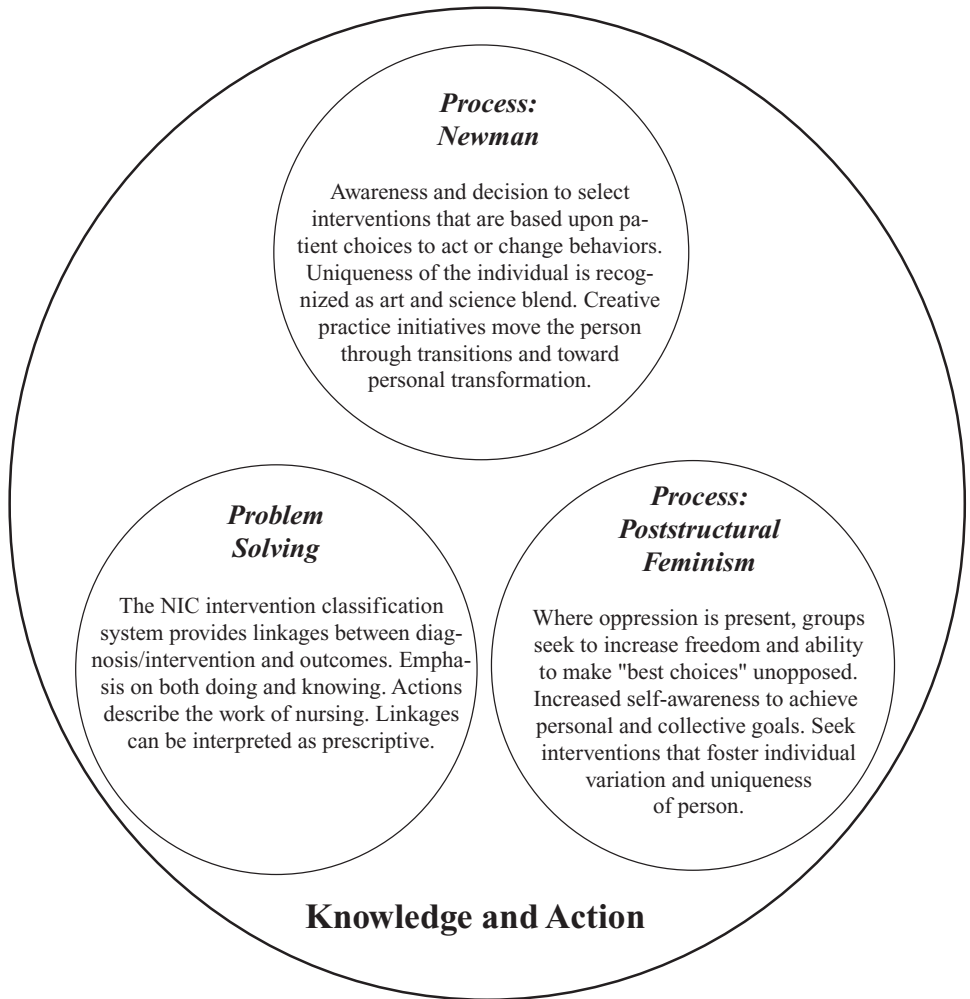 Process:
Newman
Awareness and decision to select
interventions that are based upon pa-
tient choices to act or change behaviors.
Uniqueness of the individual is recog-
nized as art and science blend. Creative
practice initiatives move the person
through transitions and toward
personal transformation.
Problem
Solving
The NIC intervention classification
system provides linkages between diag-
nosis/intervention and outcomes. Empha-
sis on both doing and knowing. Actions
describe the work of nursing. Linkages
can be interpreted as prescriptive.
Process:
Poststructural
Feminism
Where oppression is present, groups
seek to increase freedom and ability
to make "best choices" unopposed.
Increased self-awareness to achieve
personal and collective goals. Seek
interventions that foster individual
variation and uniqueness
of person.
Knowledge and Action